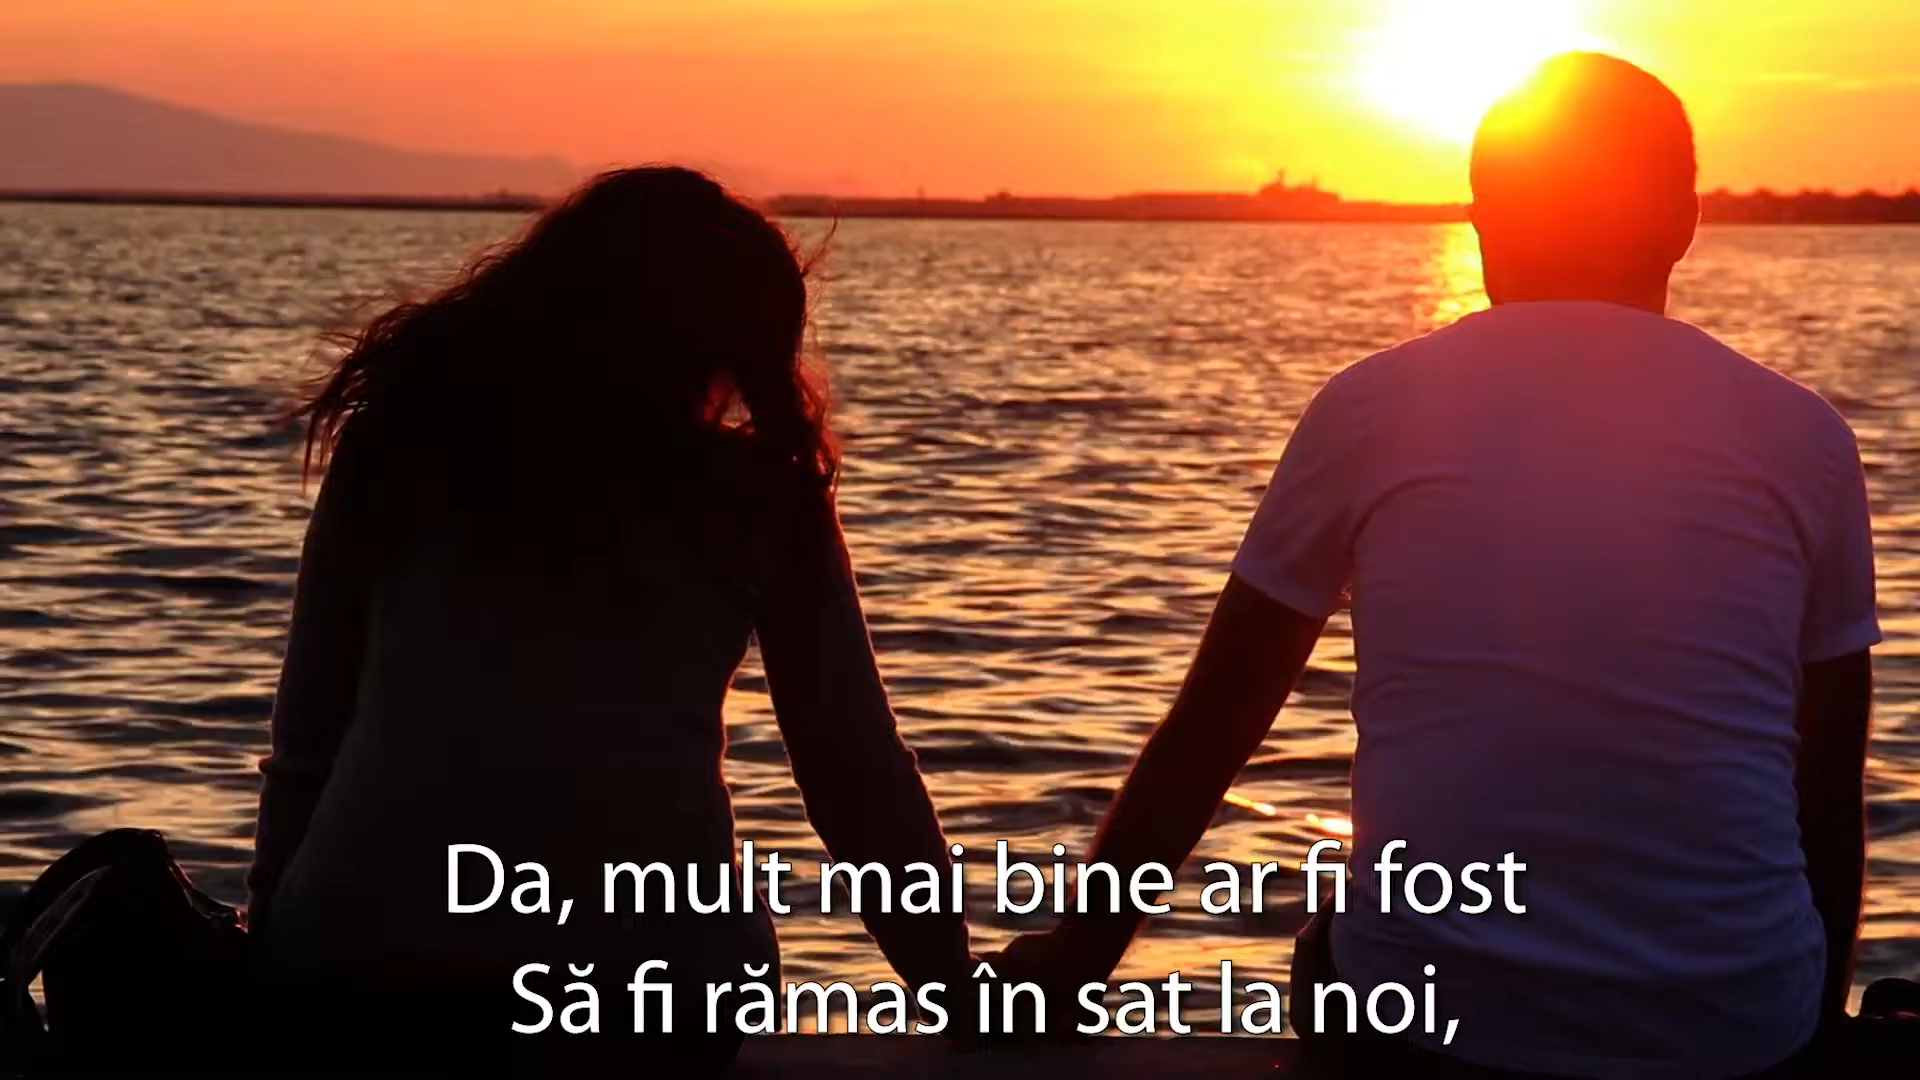 Da, mult mai bine ar fi fost
Să fi rămas în sat la noi,